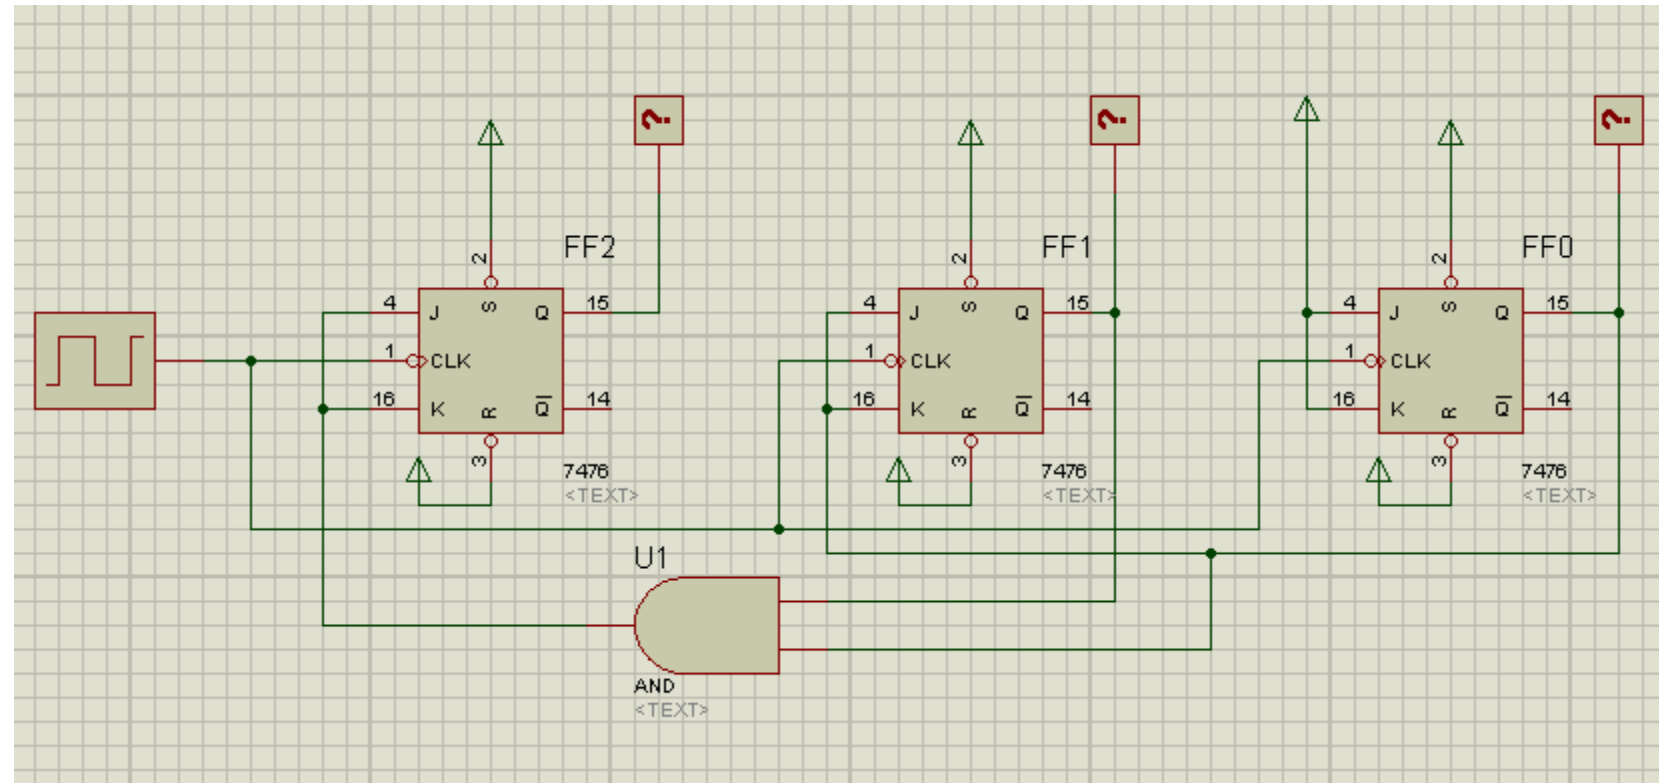 ? ? ?
FF2 FF1 FF0
2 2 2
4 J S Q 15 4 J S Q 15 4 J S Q 15
1 CLK 1 CLK 1 CLK
16 K R Q 14 16 K R Q 14 16 K R Q 14
3 3 3
7476 7476 7476
<TEXT> <TEXT> <TEXT>
U1
AND
<TEXT>